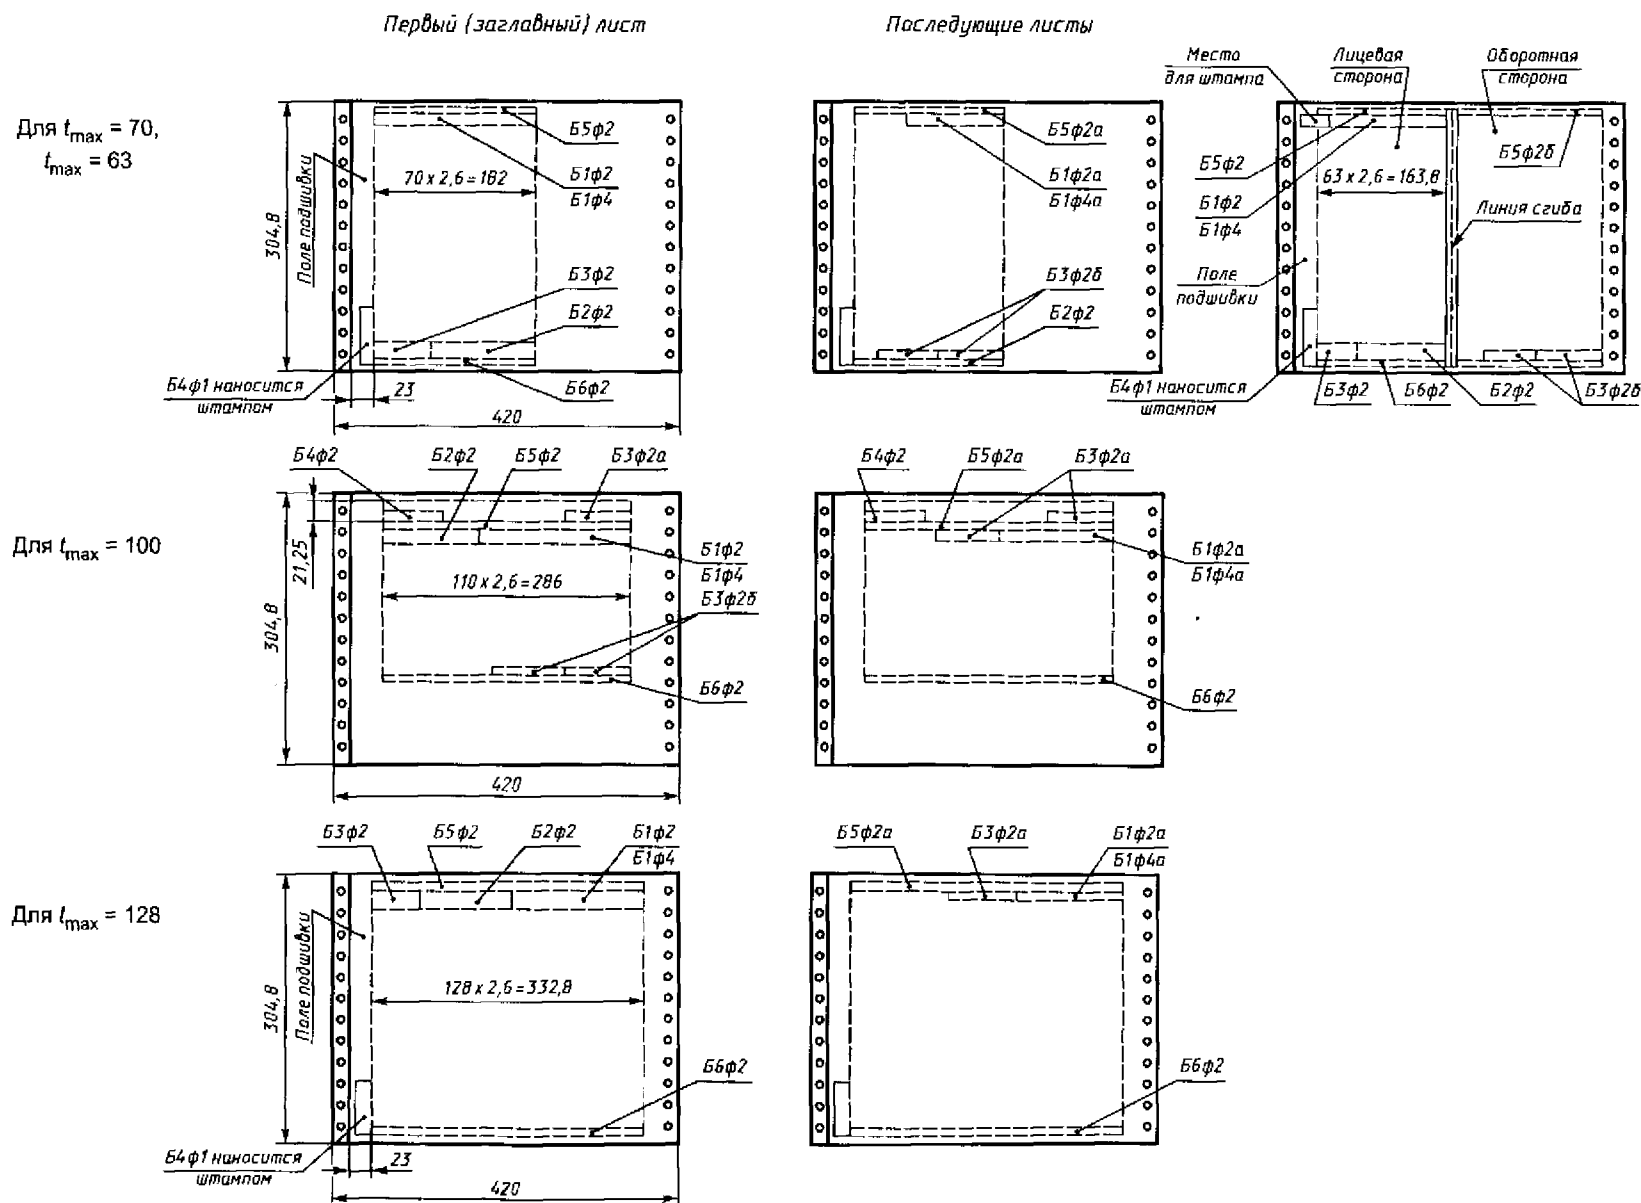 Первый (заглавный) лист
Последующие листы
Для tmax = 70,
tmax = 63
304,8
Поле подшивки
70 x 2,6 = 182
Б5ф2
Б1ф2
Б1ф4
Б3ф2
Б2ф2
Б6ф2
Б4ф1 наносится
штампом
23
420
Б5ф2а
Б1ф2а
Б1ф4а
Б3ф2б
Б2ф2
Место
для штампа
Лицевая
сторона
Оборотная
сторона
Б5ф2
Б5ф2б
63 x 2,6 = 163,8
Б1ф2
Б1ф4
Линия сгиба
Поле
подшивки
Б4ф1 наносится
штампом
Б3ф2
Б6ф2
Б2ф2
Б3ф2б
Для tmax = 100
Б4ф2
Б2ф2
Б5ф2
Б3ф2а
21,25
304,8
110 x 2,6 = 286
Б1ф2
Б1ф4
Б3ф2б
Б6ф2
420
Б4ф2
Б5ф2а
Б3ф2а
Б1ф2а
Б1ф4а
Б6ф2
Для tmax = 128
Б3ф2
Б5ф2
Б2ф2
Б1ф2
Б1ф4
304,8
Поле подшивки
128 x 2,6 = 332,8
Б6ф2
Б4ф1 наносится
штампом
23
420
Б5ф2а
Б3ф2а
Б1ф2а
Б1ф4а
Б6ф2